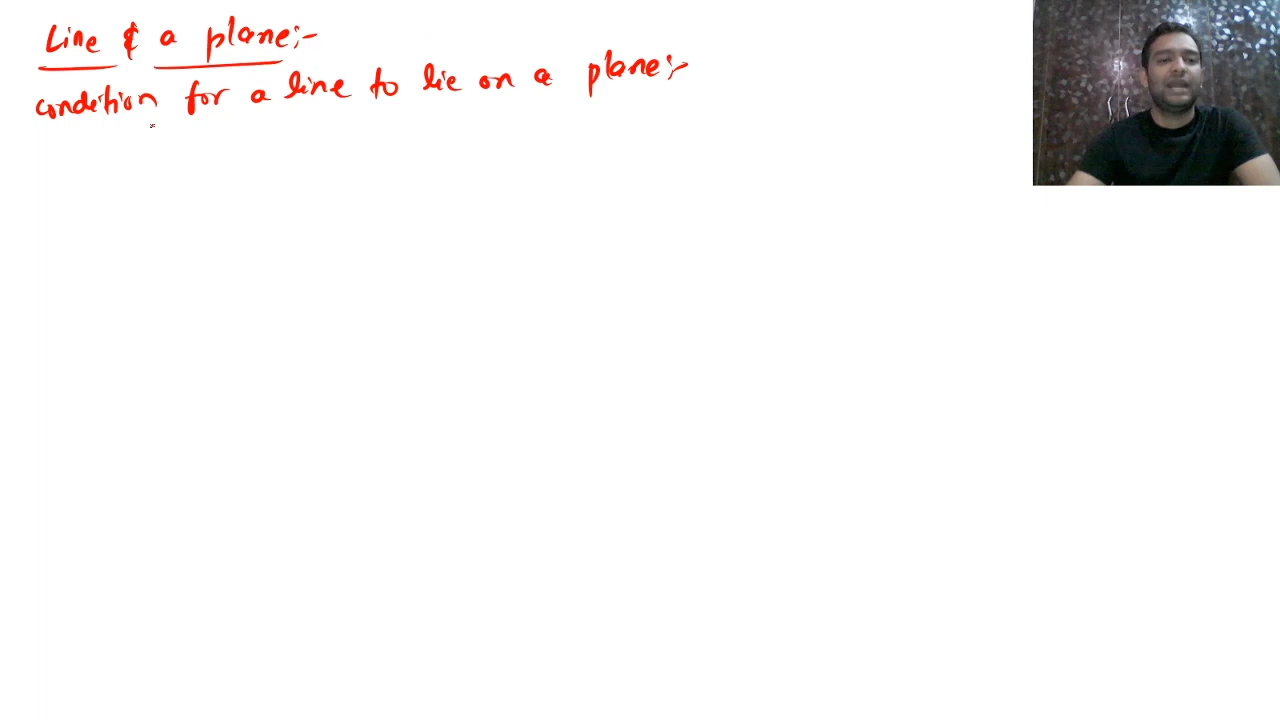 Line & a plane:-
condition for a line to lie on a plane:-